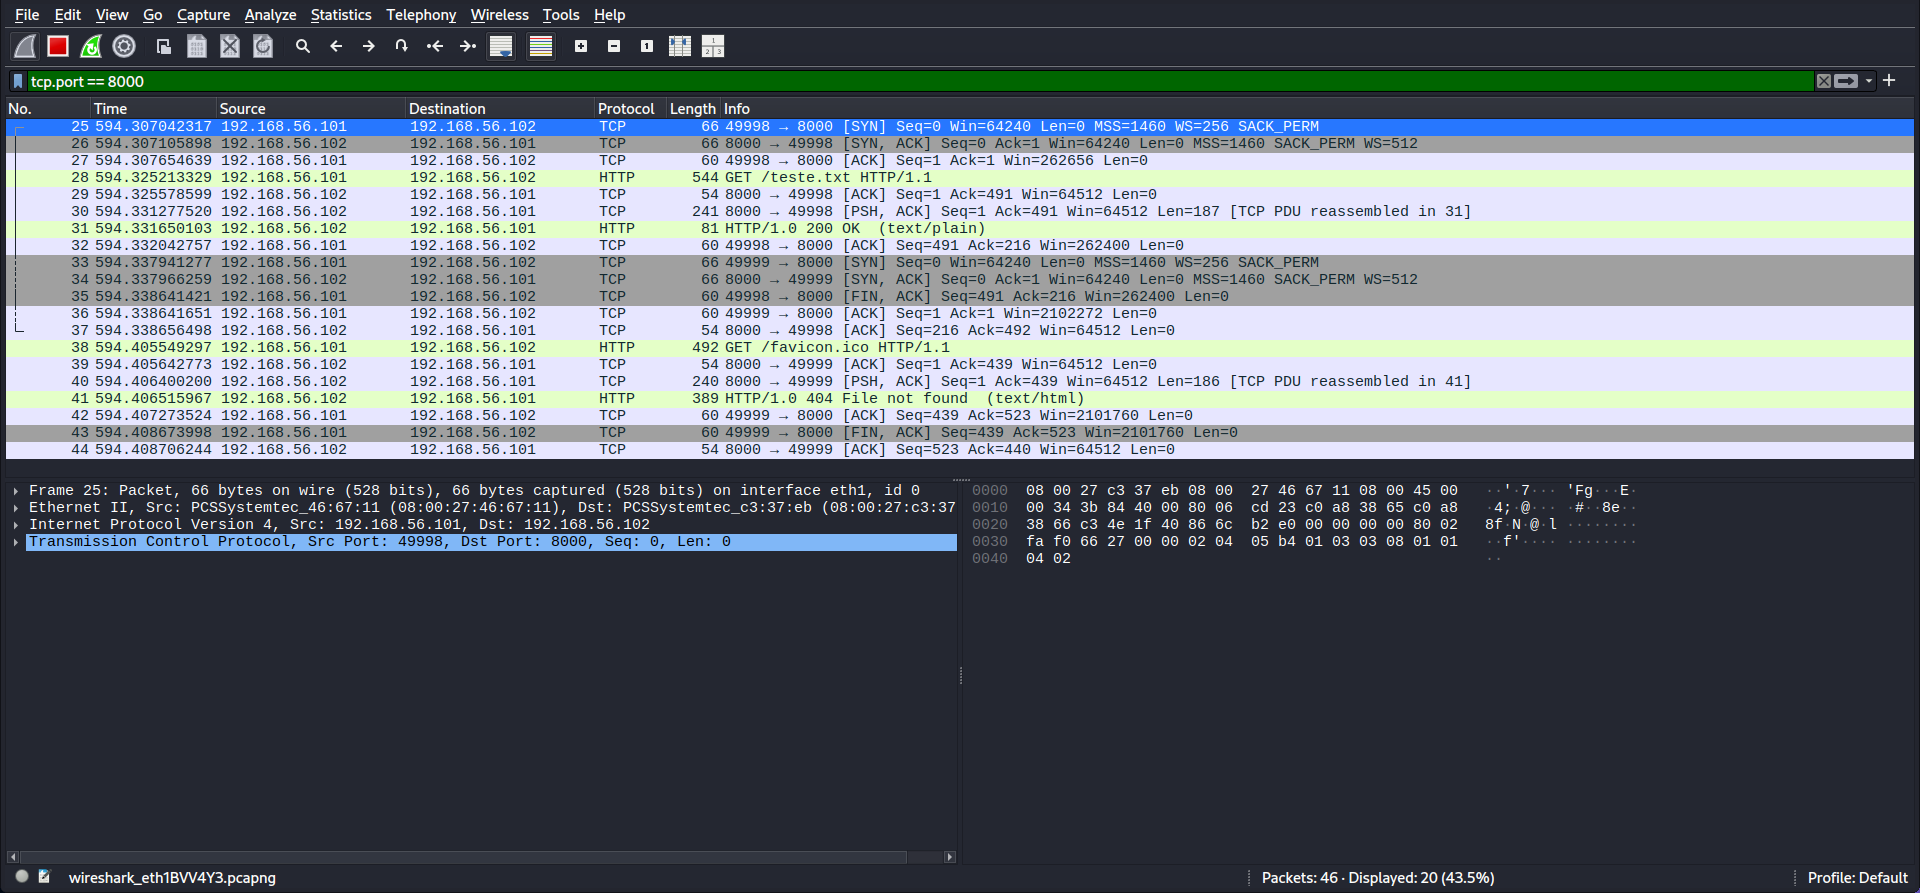 File Edit View Go Capture Analyze Statistics Telephony Wireless Tools Help
tcp.port == 8000
No. Time Source Destination Protocol Length Info
25 594.307042317 192.168.56.101 192.168.56.102 TCP 66 49998 → 8000 [SYN] Seq=0 Win=64240 Len=0 MSS=1460 WS=256 SACK_PERM
26 594.307105898 192.168.56.102 192.168.56.101 TCP 66 8000 → 49998 [SYN, ACK] Seq=0 Ack=1 Win=64240 Len=0 MSS=1460 SACK_PERM WS=512
27 594.307654639 192.168.56.101 192.168.56.102 TCP 60 49998 → 8000 [ACK] Seq=1 Ack=1 Win=262656 Len=0
28 594.325213329 192.168.56.101 192.168.56.102 HTTP 544 GET /teste.txt HTTP/1.1
29 594.325578599 192.168.56.102 192.168.56.101 TCP 54 8000 → 49998 [ACK] Seq=1 Ack=491 Win=64512 Len=0
30 594.331277520 192.168.56.102 192.168.56.101 TCP 241 8000 → 49998 [PSH, ACK] Seq=1 Ack=491 Win=64512 Len=187 [TCP PDU reassembled in 31]
31 594.331650103 192.168.56.102 192.168.56.101 HTTP 81 HTTP/1.0 200 OK (text/plain)
32 594.332042757 192.168.56.101 192.168.56.102 TCP 60 49998 → 8000 [ACK] Seq=491 Ack=216 Win=262400 Len=0
33 594.337941277 192.168.56.101 192.168.56.102 TCP 66 49999 → 8000 [SYN] Seq=0 Win=64240 Len=0 MSS=1460 WS=256 SACK_PERM
34 594.337966259 192.168.56.102 192.168.56.101 TCP 66 8000 → 49999 [SYN, ACK] Seq=0 Ack=1 Win=64240 Len=0 MSS=1460 SACK_PERM WS=512
35 594.338641421 192.168.56.101 192.168.56.102 TCP 60 49998 → 8000 [FIN, ACK] Seq=491 Ack=216 Win=262400 Len=0
36 594.338641651 192.168.56.101 192.168.56.102 TCP 60 49999 → 8000 [ACK] Seq=1 Ack=1 Win=2102272 Len=0
37 594.338656498 192.168.56.102 192.168.56.101 TCP 54 8000 → 49998 [ACK] Seq=216 Ack=492 Win=64512 Len=0
38 594.405549297 192.168.56.101 192.168.56.102 HTTP 492 GET /favicon.ico HTTP/1.1
39 594.405642773 192.168.56.102 192.168.56.101 TCP 54 8000 → 49999 [ACK] Seq=1 Ack=439 Win=64512 Len=0
40 594.406400200 192.168.56.102 192.168.56.101 TCP 240 8000 → 49999 [PSH, ACK] Seq=1 Ack=439 Win=64512 Len=186 [TCP PDU reassembled in 41]
41 594.406515967 192.168.56.102 192.168.56.101 HTTP 389 HTTP/1.0 404 File not found (text/html)
42 594.407273524 192.168.56.101 192.168.56.102 TCP 60 49999 → 8000 [ACK] Seq=439 Ack=523 Win=2101760 Len=0
43 594.408673998 192.168.56.101 192.168.56.102 TCP 60 49999 → 8000 [FIN, ACK] Seq=439 Ack=523 Win=2101760 Len=0
44 594.408706244 192.168.56.102 192.168.56.101 TCP 54 8000 → 49999 [ACK] Seq=523 Ack=440 Win=64512 Len=0
Frame 25: Packet, 66 bytes on wire (528 bits), 66 bytes captured (528 bits) on interface eth1, id 0
Ethernet II, Src: PCSSystemtec_46:67:11 (08:00:27:46:67:11), Dst: PCSSystemtec_c3:37:eb (08:00:27:c3:37
Internet Protocol Version 4, Src: 192.168.56.101, Dst: 192.168.56.102
Transmission Control Protocol, Src Port: 49998, Dst Port: 8000, Seq: 0, Len: 0
0000 08 00 27 c3 37 eb 08 00 27 46 67 11 08 00 45 00 ··'·7··· 'Fg···E·
0010 00 34 3b 84 40 00 80 06 cd 23 c0 a8 38 65 c0 a8 ·4;·@··· ·#··8e··
0020 38 66 c3 4e 1f 40 86 6c b2 e0 00 00 00 00 80 02 8f·N·@·l ········
0030 fa f0 66 27 00 00 02 04 05 b4 01 03 03 08 01 01 ··f'···· ········
0040 04 02 ··
wireshark_eth1BVV4Y3.pcapng Packets: 46 · Displayed: 20 (43.5%) Profile: Default